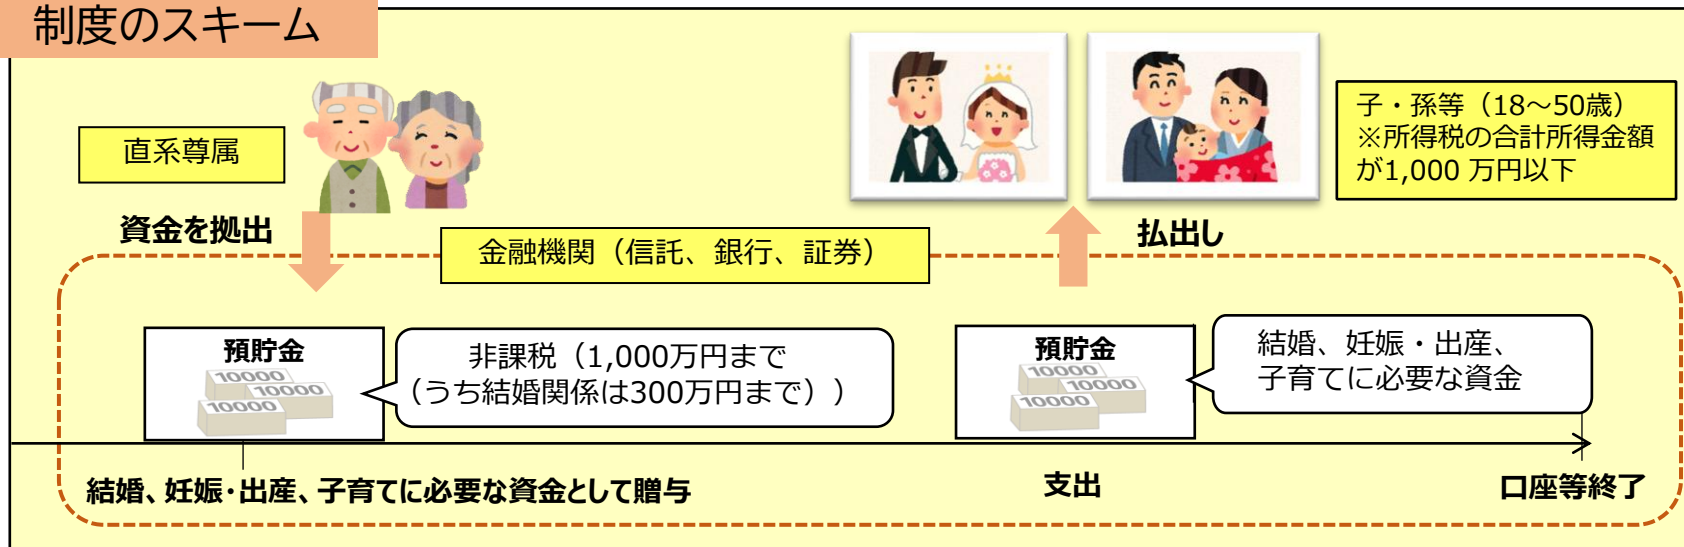 制度のスキーム
直系尊属
資金を拠出
金融機関（信託、銀行、証券）
払出し
子・孫等（18～50歳）
※所得税の合計所得金額
が1,000 万円以下
預貯金
10000
10000
10000
非課税（1,000万円まで
（うち結婚関係は300万円まで））
預貯金
10000
10000
10000
結婚、妊娠・出産、
子育てに必要な資金
結婚、妊娠･出産、子育てに必要な資金として贈与
支出
口座等終了